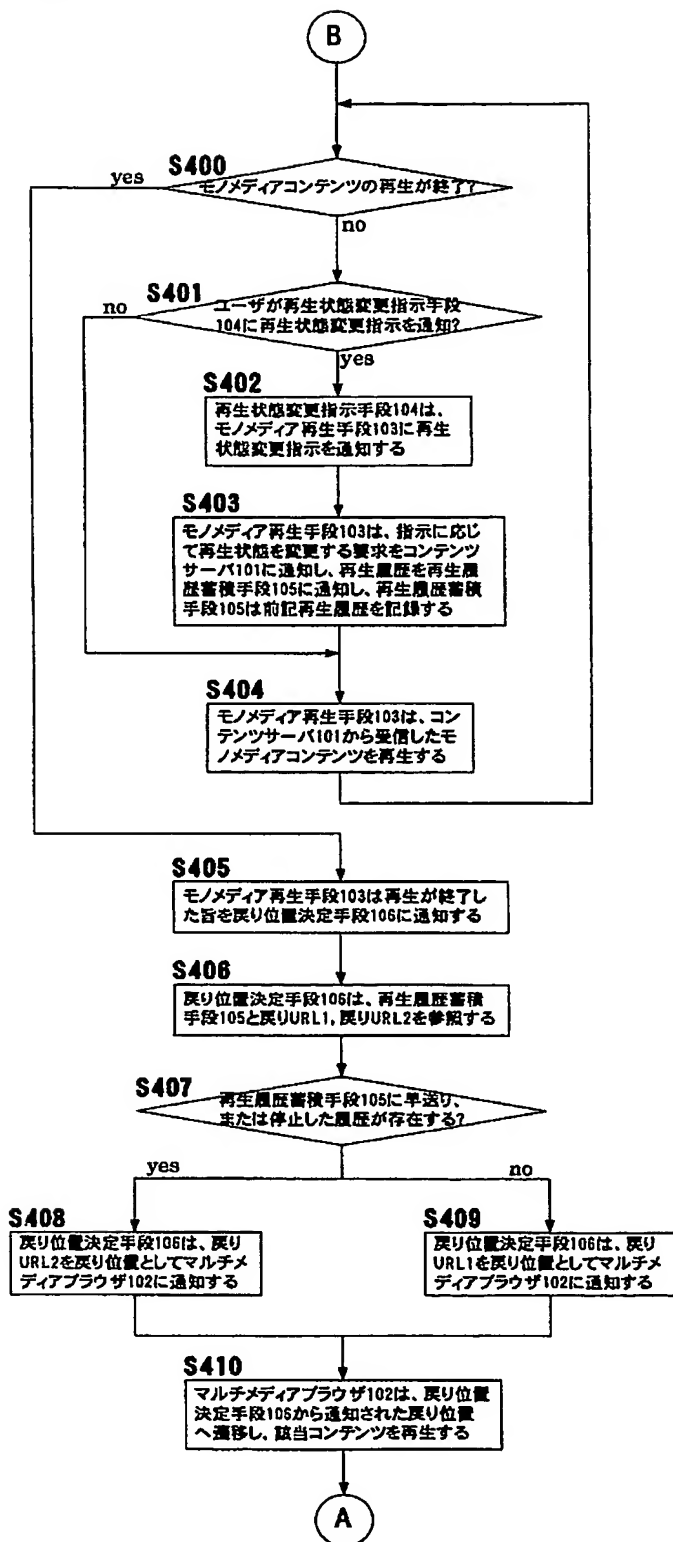 B
S400
yes
モノメディアコンテンツの再生が終了?
no
S401
no
ユーザが再生状態変更指示手段
104に再生状態変更指示を通知?
yes
S402
再生状態変更指示手段104は、
モノメディア再生手段103に再生
状態変更指示を通知する
S403
モノメディア再生手段103は、指示に応じ
て再生状態を変更する要求をコンテンツ
サーバ101に通知し、再生履歴を再生履
歴蓄積手段105に通知し、再生履歴蓄積
手段105は前記再生履歴を記録する
S404
モノメディア再生手段103は、コン
テンツサーバ101から受信したモ
ノメディアコンテンツを再生する
S405
モノメディア再生手段103は再生が終了し
た旨を戻り位置決定手段106に通知する
S406
戻り位置決定手段106は、再生履歴蓄積
手段105と戻りURL1,戻りURL2を参照する
S407
再生履歴蓄積手段105に早送り、
または停止した履歴が存在する?
yes
no
S408
戻り位置決定手段106は、戻り
URL2を戻り位置としてマルチメ
ディアブラウザ102に通知する
S409
戻り位置決定手段106は、戻り
URL1を戻り位置としてマルチメ
ディアブラウザ102に通知する
S410
マルチメディアブラウザ102は、戻り位置
決定手段106から通知された戻り位置
へ遷移し、該当コンテンツを再生する
A